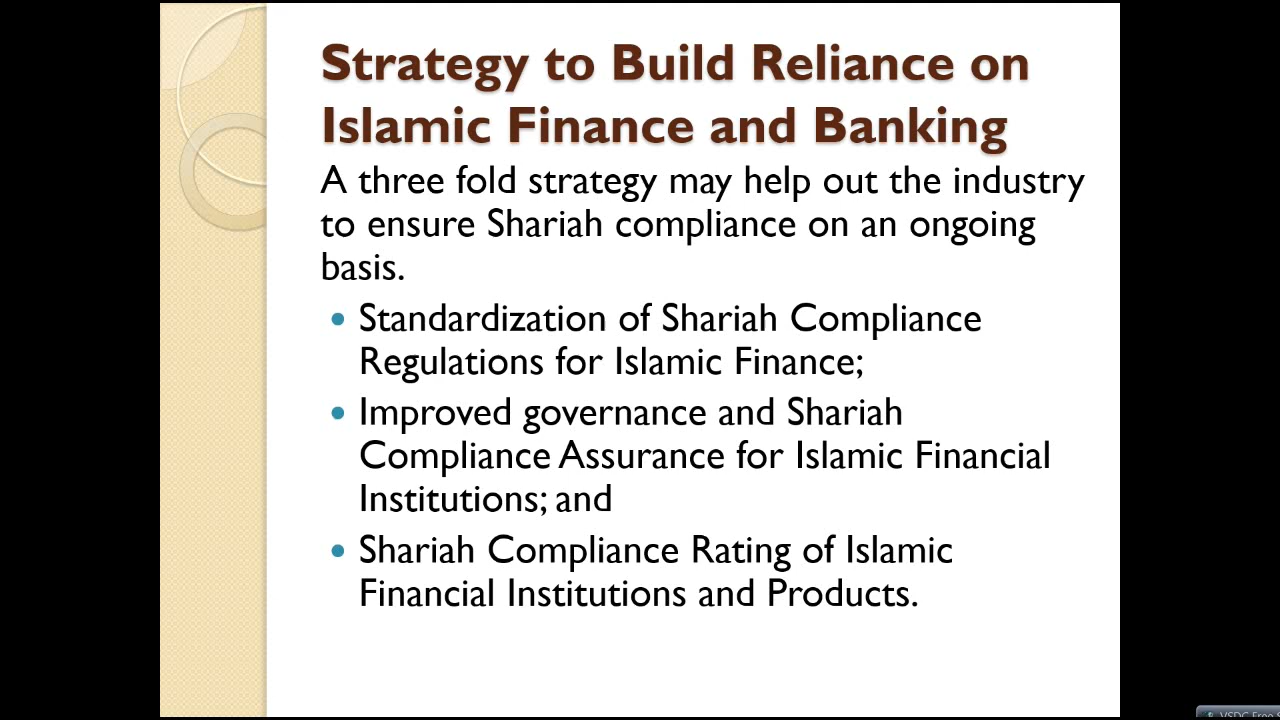 Strategy to Build Reliance on
Islamic Finance and Banking
A three fold strategy may help out the industry
to ensure Shariah compliance on an ongoing
basis.
• Standardization of Shariah Compliance
Regulations for Islamic Finance;
• Improved governance and Shariah
Compliance Assurance for Islamic Financial
Institutions; and
• Shariah Compliance Rating of Islamic
Financial Institutions and Products.
VSDC Free